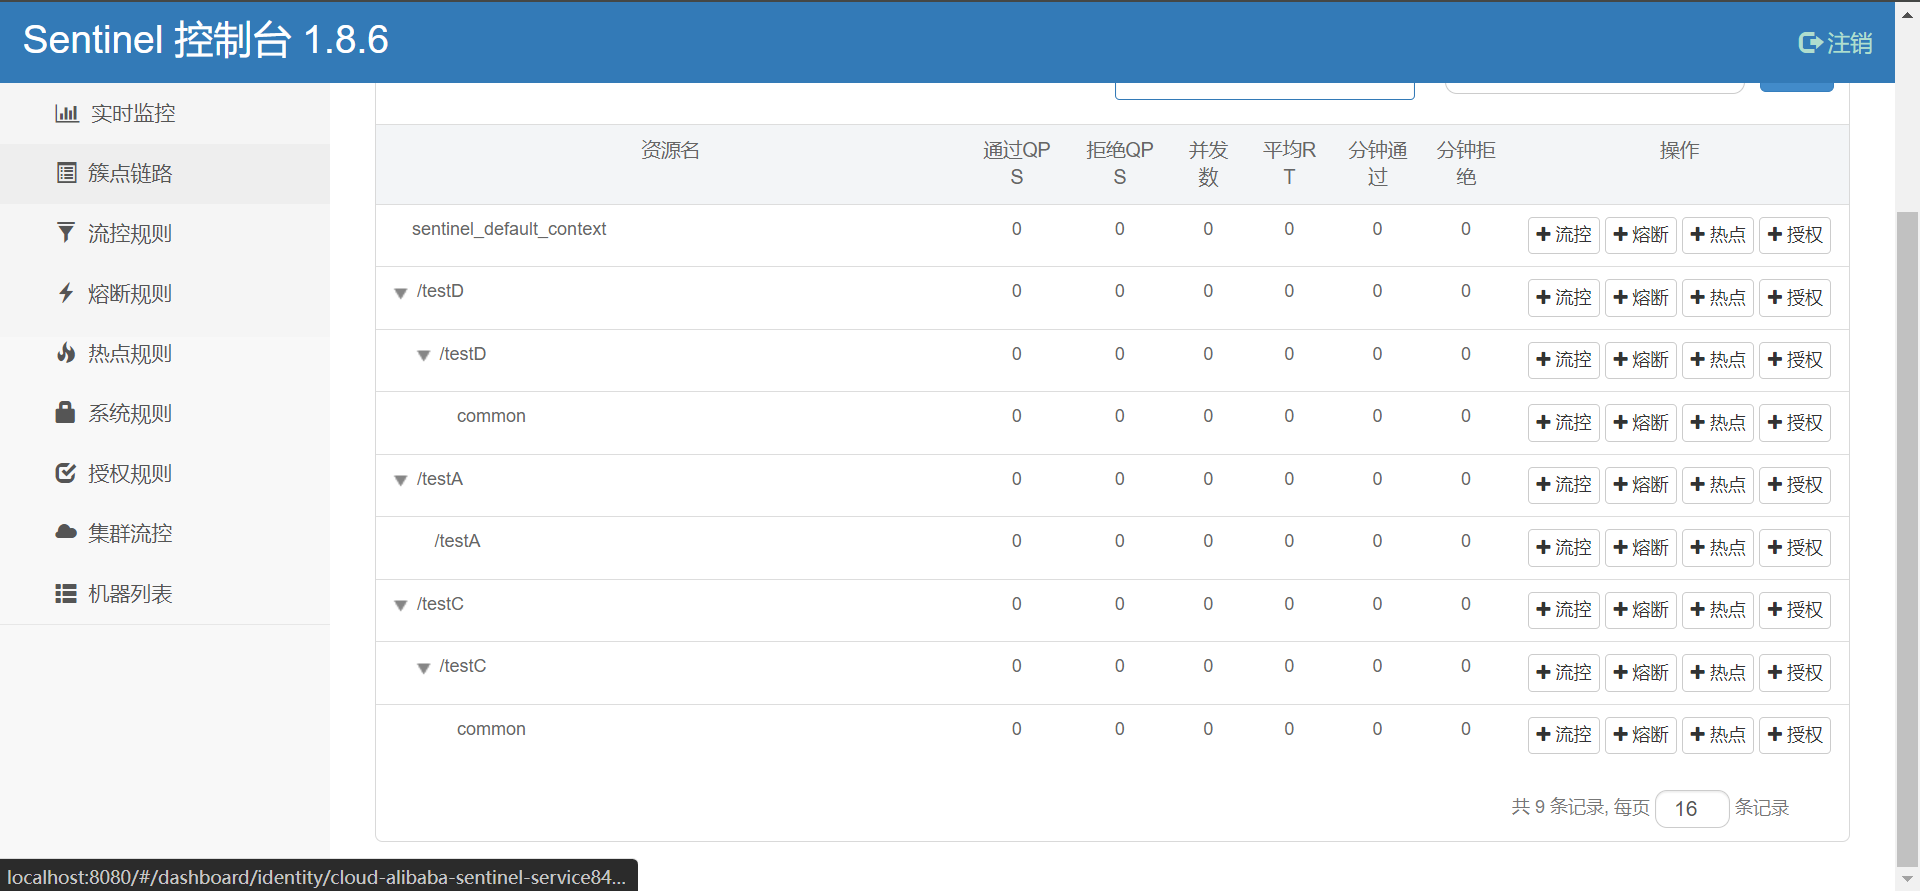 Sentinel 控制台 1.8.6
注销
实时监控
簇点链路
流控规则
熔断规则
热点规则
系统规则
授权规则
集群流控
机器列表
资源名 通过QPS 拒绝QPS 并发数 平均RT 分钟通过 分钟拒绝 操作
sentinel_default_context 0 0 0 0 0 0 流控 熔断 热点 授权
/testD 0 0 0 0 0 0 流控 熔断 热点 授权
/testD 0 0 0 0 0 0 流控 熔断 热点 授权
common 0 0 0 0 0 0 流控 熔断 热点 授权
/testA 0 0 0 0 0 0 流控 熔断 热点 授权
/testA 0 0 0 0 0 0 流控 熔断 热点 授权
/testC 0 0 0 0 0 0 流控 熔断 热点 授权
/testC 0 0 0 0 0 0 流控 熔断 热点 授权
common 0 0 0 0 0 0 流控 熔断 热点 授权
共 9 条记录, 每页 16 条记录
localhost:8080/#/dashboard/identity/cloud-alibaba-sentinel-service84...